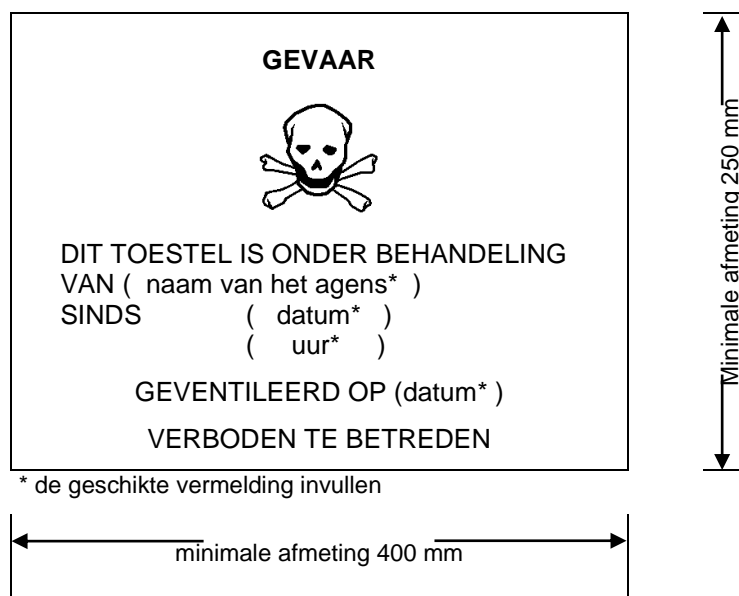 GEVAAR
DIT TOESTEL IS ONDER BEHANDELING
VAN ( naam van het agens* )
SINDS ( datum* )
( uur* )
GEVENTILEERD OP (datum* )
VERBODEN TE BETREDEN
* de geschikte vermelding invullen
minimale afmeting 400 mm
Minimale afmeting 250 mm